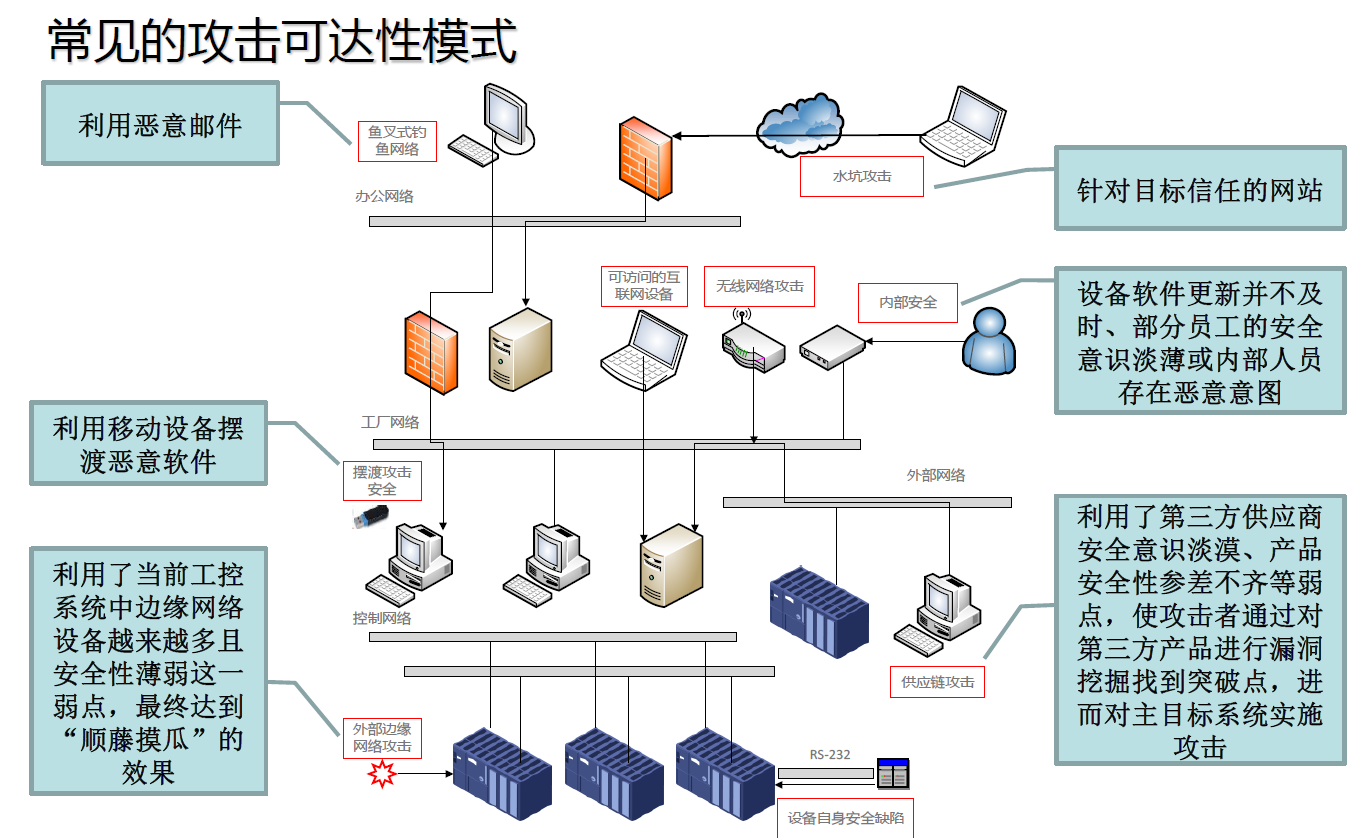 常见的攻击可达性模式
利用恶意邮件
鱼叉式钓
鱼网络
水坑攻击
针对目标信任的网站
办公网络
可访问的互
联网设备
无线网络攻击
内部安全
设备软件更新并不及
时、部分员工的安全
意识淡薄或内部人员
存在恶意意图
工厂网络
利用移动设备摆
渡恶意软件
摆渡攻击
安全
外部网络
利用了第三方供应商
安全意识淡漠、产品
安全性参差不齐等弱
点，使攻击者通过对
第三方产品进行漏洞
挖掘找到突破点，进
而对主目标系统实施
攻击
利用了当前工控
系统中边缘网络
设备越来越多且
安全性薄弱这一
弱点，最终达到
“顺藤摸瓜”的
效果
控制网络
供应链攻击
外部边缘
网络攻击
RS-232
设备自身安全缺陷